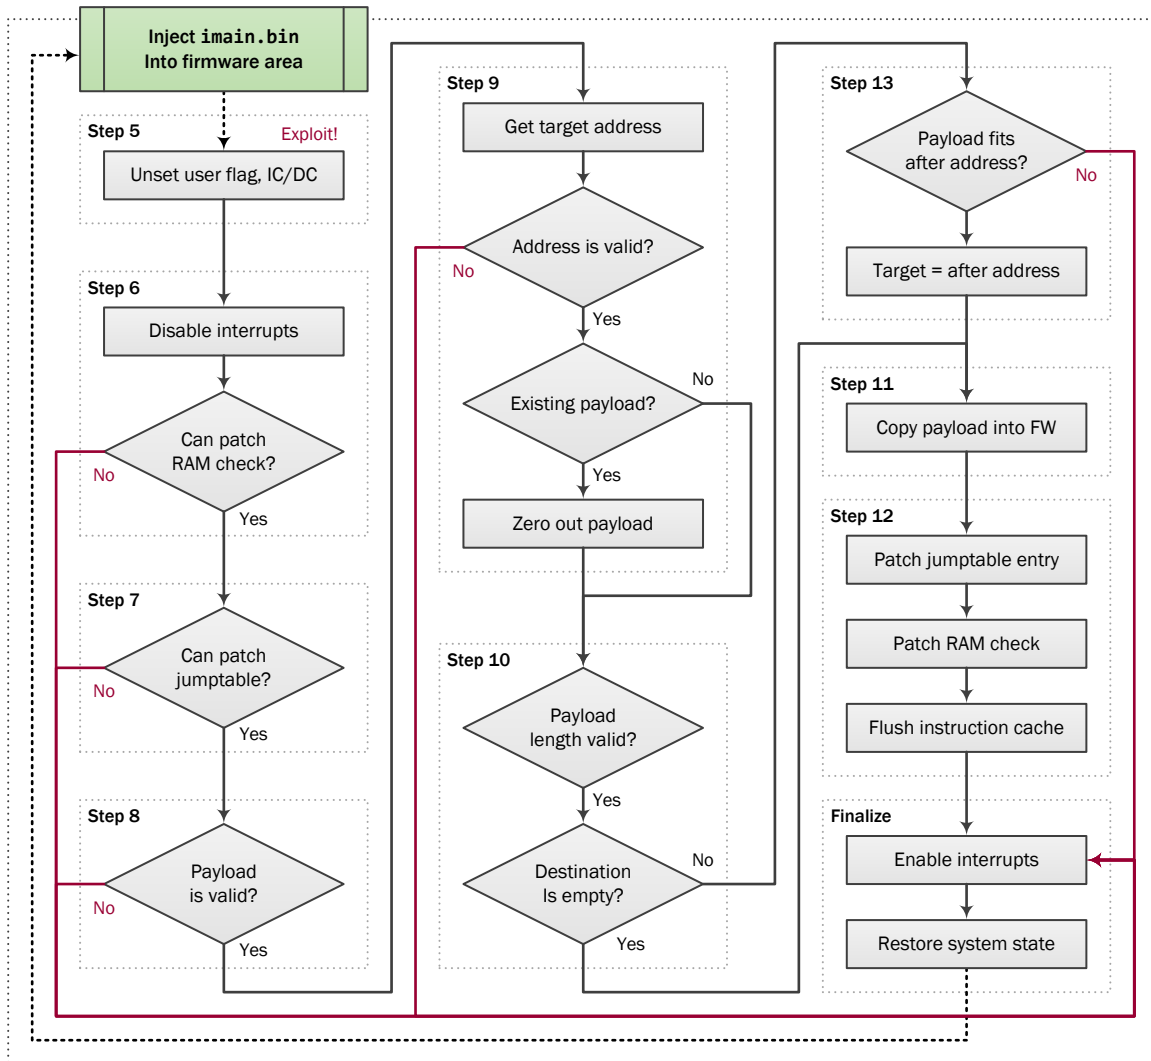 Inject imain.bin
Into firmware area
Step 5
Exploit!
Unset user flag, IC/DC
Step 6
Disable interrupts
Can patch
RAM check?
No
Yes
Step 7
Can patch
jumptable?
No
Yes
Step 8
Payload
is valid?
No
Yes
Step 9
Get target address
Address is valid?
No
Yes
Existing payload?
No
Yes
Zero out payload
Step 10
Payload
length valid?
Yes
Destination
Is empty?
No
Yes
Step 13
Payload fits
after address?
No
Target = after address
Step 11
Copy payload into FW
Step 12
Patch jumptable entry
Patch RAM check
Flush instruction cache
Finalize
Enable interrupts
Restore system state